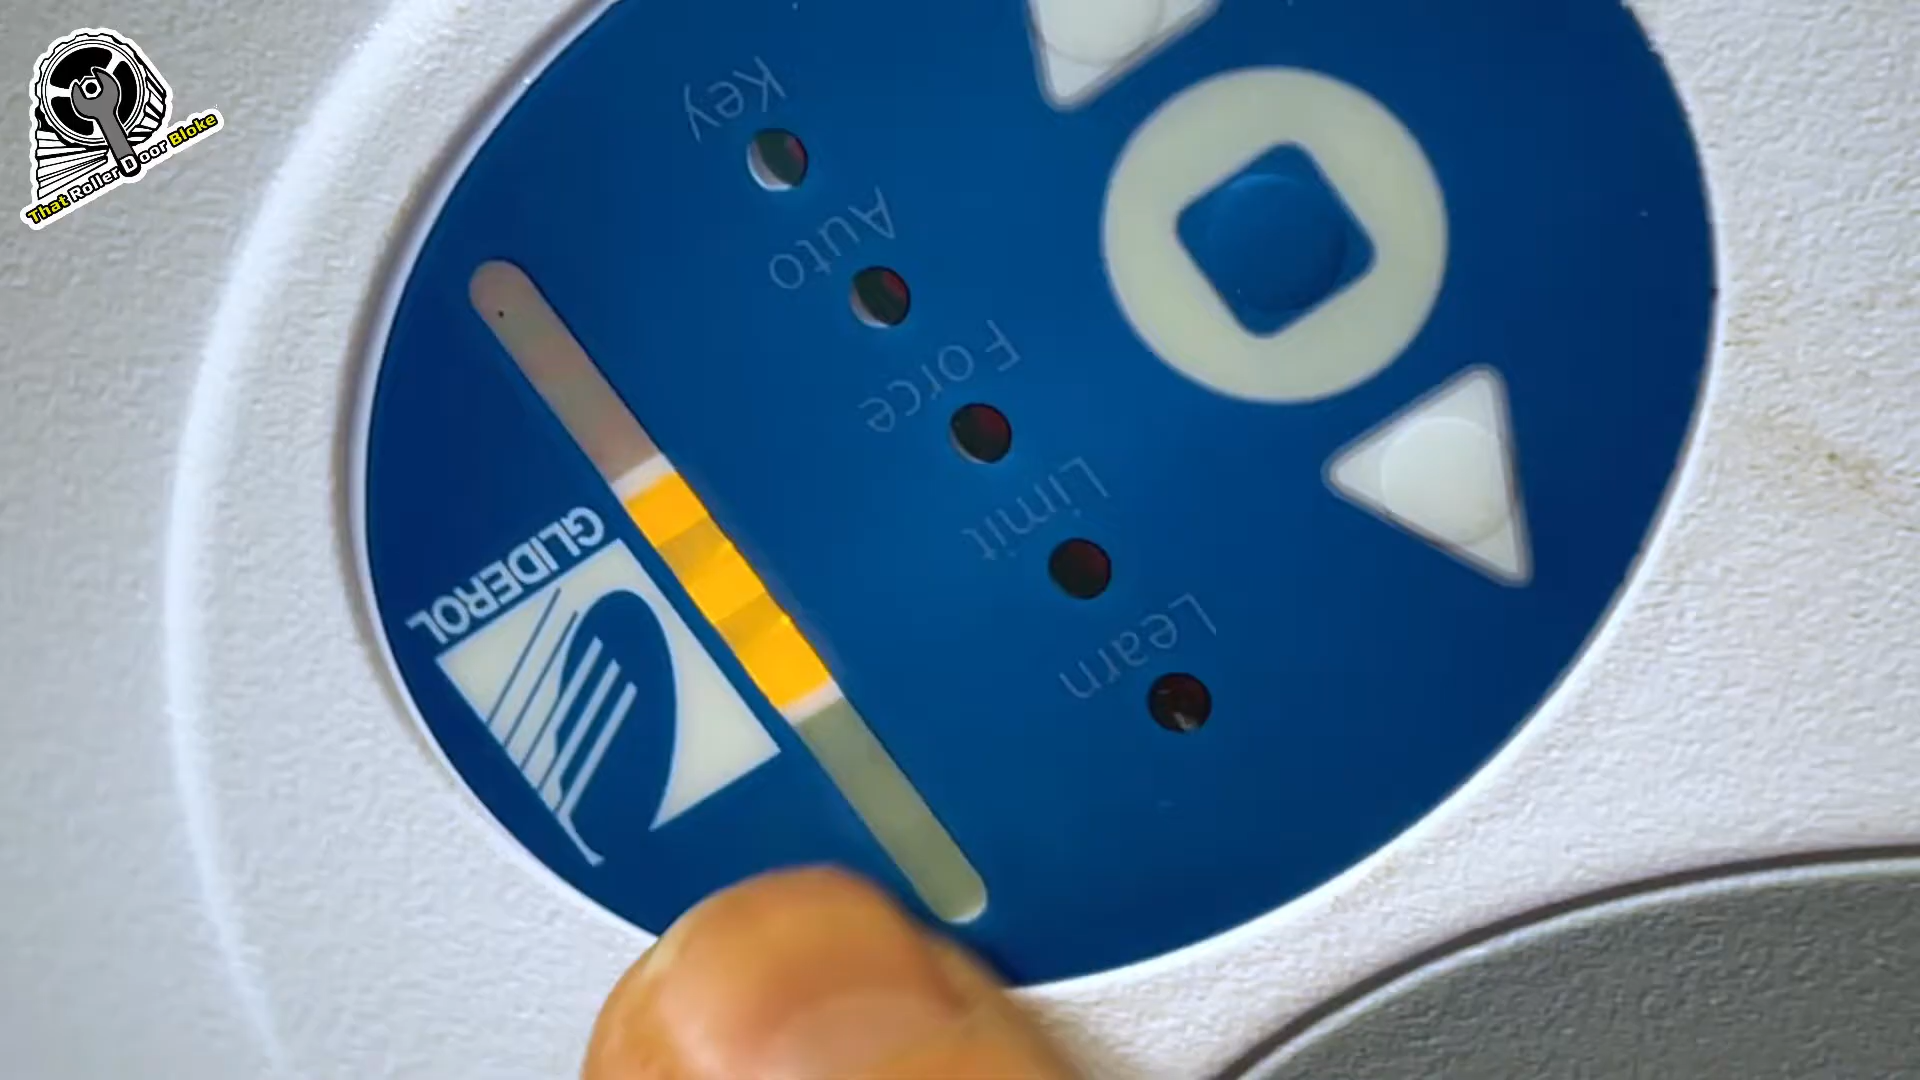 That Roller Door Bloke
Key
Auto
Force
Limit
Learn
GLIDEROL